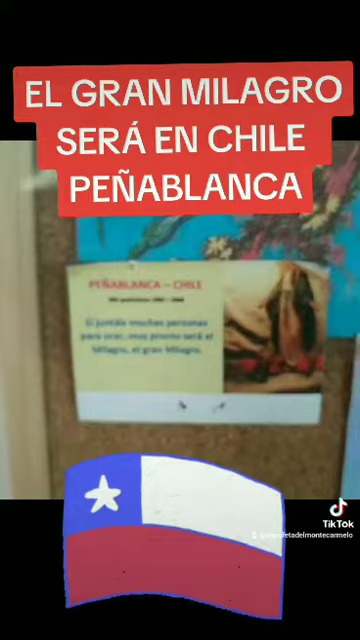 EL GRAN MILAGRO
SERÁ EN CHILE
PEÑABLANCA
PEÑABLANCA – CHILE
Si juntáis muchas personas
para orar, muy pronto será el
Milagro, el gran Milagro.
TikTok